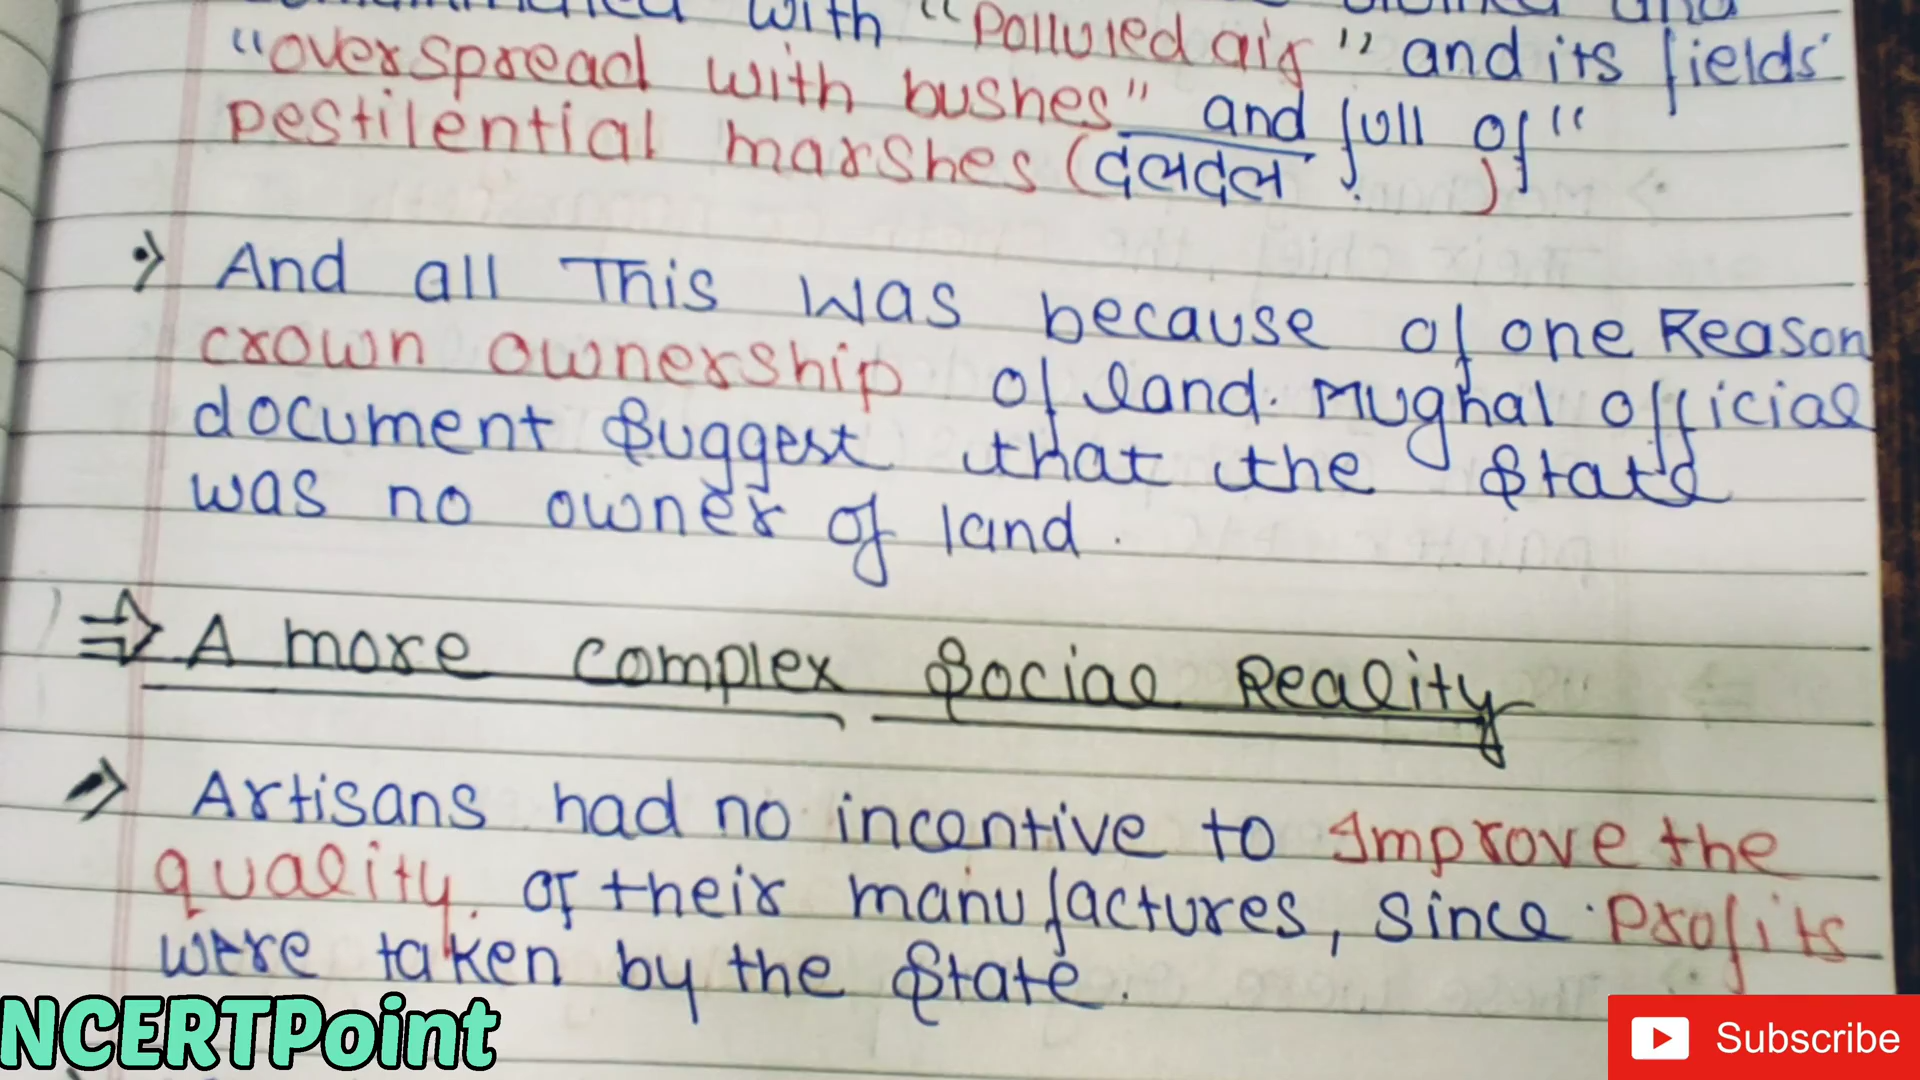 with "Polluted air" and its fields
"overspread with bushes" and full of "
pestilential marshes (दलदल)
And all This was because of one Reason
crown ownership of land. Mughal official
document suggest that the State
was no owner of land.
⇒ A more complex Social Reality
Artisans had no incentive to Improve the
quality of their manufactures, since Profits
were taken by the State.
NCERTPoint
Subscribe